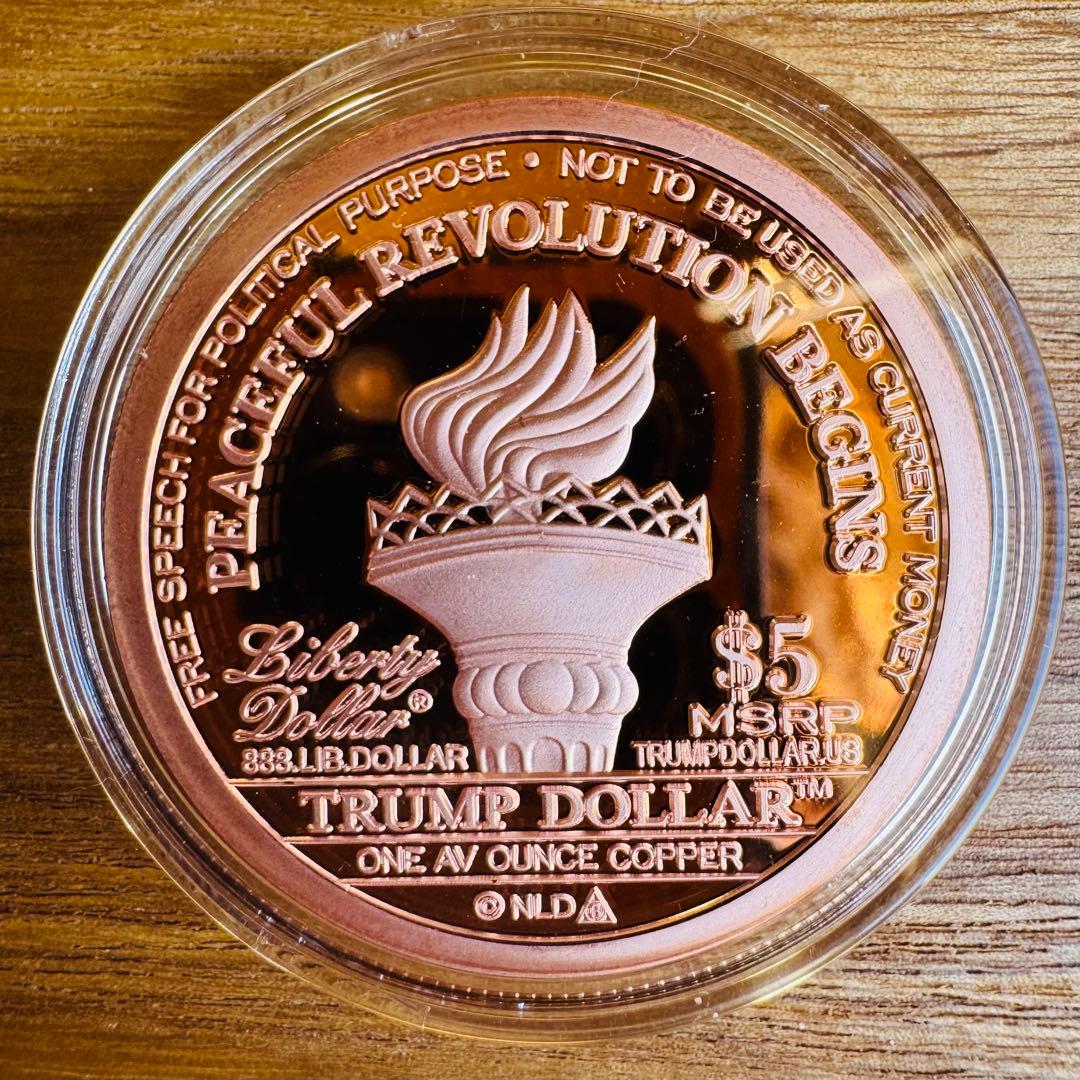 FREE SPEECH FOR POLITICAL PURPOSE • NOT TO BE USED AS CURRENT MONEY
PEACEFUL REVOLUTION BEGINS
Liberty
Dollar®
888.LIB.DOLLAR
$5
MSRP
TRUMPDOLLAR.US
TRUMP DOLLAR™
ONE AV OUNCE COPPER
© NLD